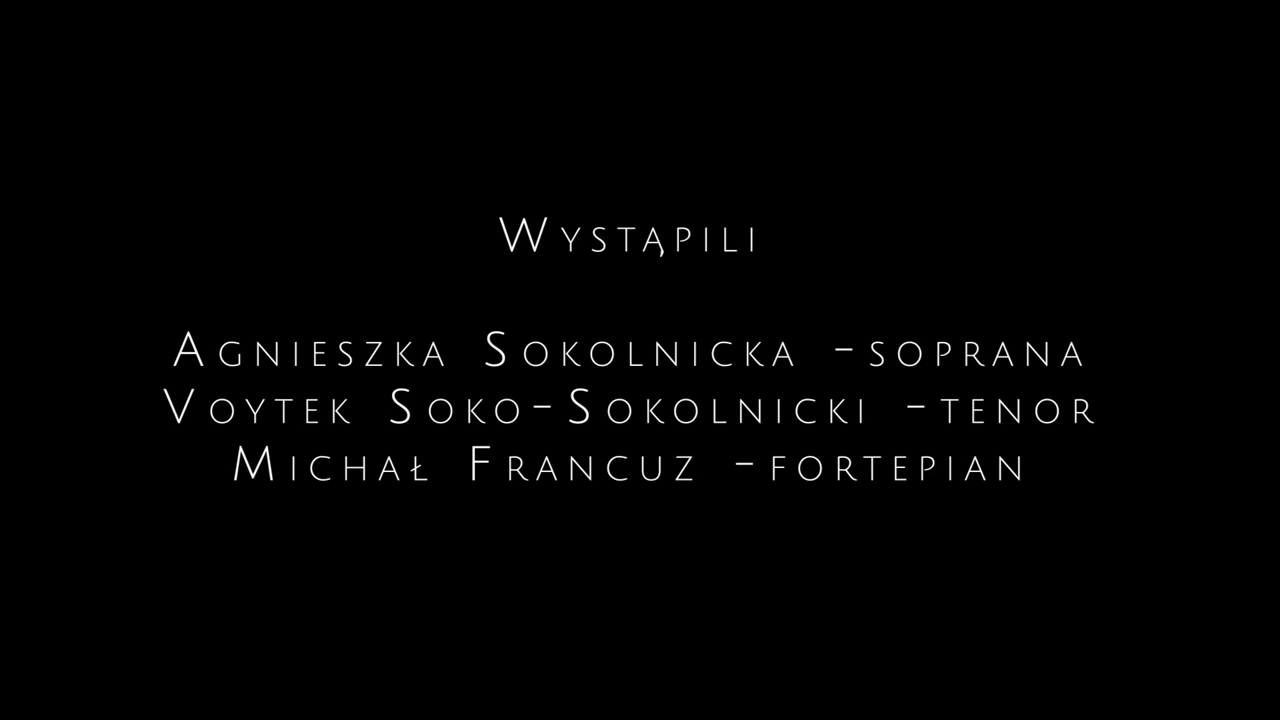 Wystąpili
Agnieszka Sokolnicka -soprana
Voytek Soko-Sokolnicki -tenor
Michał Francuz -fortepian